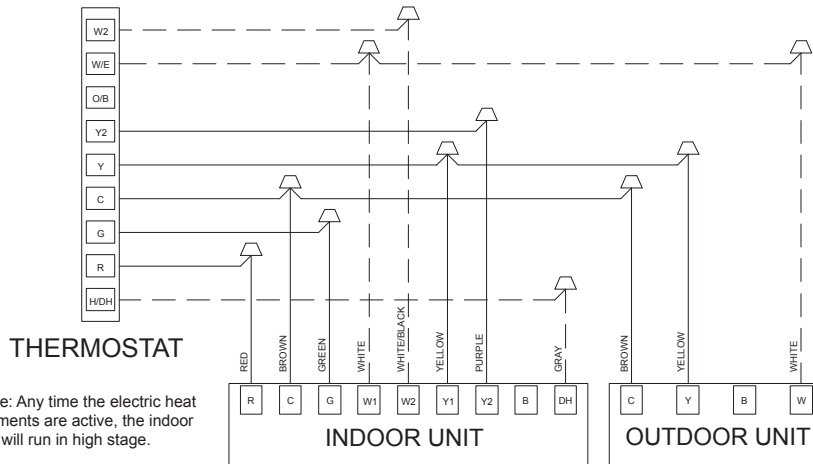 W2
W/E
O/B
Y2
Y
C
G
R
H/DH
THERMOSTAT
RED
BROWN
GREEN
WHITE
WHITE/BLACK
YELLOW
PURPLE
GRAY
BROWN
YELLOW
WHITE
e: Any time the electric heat
ments are active, the indoor
will run in high stage.
R C G W1 W2 Y1 Y2 B DH
INDOOR UNIT
C Y B W
OUTDOOR UNIT